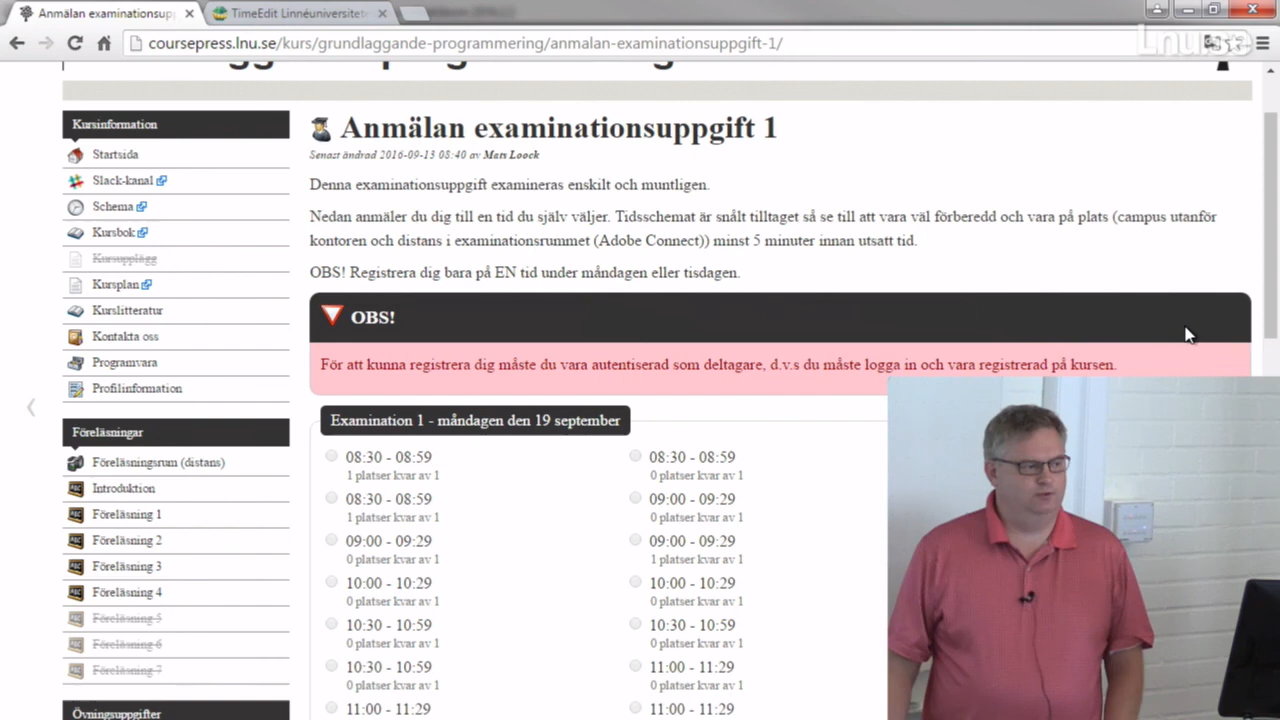 Anmälan examinationsupp
TimeEdit Linnéuniversitete
coursepress.lnu.se/kurs/grundlaggande-programmering/anmalan-examinationsuppgift-1/
Lnu.se
Kursinformation
Startsida
Slack-kanal
Schema
Kursbok
Kursupplägg
Kursplan
Kurslitteratur
Kontakta oss
Programvara
Profilinformation
Föreläsningar
Föreläsningsrum (distans)
Introduktion
Föreläsning 1
Föreläsning 2
Föreläsning 3
Föreläsning 4
Föreläsning 5
Föreläsning 6
Föreläsning 7
Övningsuppgifter
Anmälan examinationsuppgift 1
Senast ändrad 2016-09-13 08:40 av Mats Loock
Denna examinationsuppgift examineras enskilt och muntligen.
Nedan anmäler du dig till en tid du själv väljer. Tidsschemat är snålt tilltaget så se till att vara väl förberedd och vara på plats (campus utanför
kontoren och distans i examinationsrummet (Adobe Connect)) minst 5 minuter innan utsatt tid.
OBS! Registrera dig bara på EN tid under måndagen eller tisdagen.
OBS!
För att kunna registrera dig måste du vara autentiserad som deltagare, d.v.s du måste logga in och vara registrerad på kursen.
Examination 1 - måndagen den 19 september
08:30 - 08:59
1 platser kvar av 1
08:30 - 08:59
1 platser kvar av 1
09:00 - 09:29
0 platser kvar av 1
10:00 - 10:29
0 platser kvar av 1
10:30 - 10:59
0 platser kvar av 1
10:30 - 10:59
0 platser kvar av 1
11:00 - 11:29
08:30 - 08:59
0 platser kvar av 1
09:00 - 09:29
0 platser kvar av 1
09:00 - 09:29
1 platser kvar av 1
10:00 - 10:29
0 platser kvar av 1
10:30 - 10:59
0 platser kvar av 1
11:00 - 11:29
0 platser kvar av 1
11:00 - 11:29